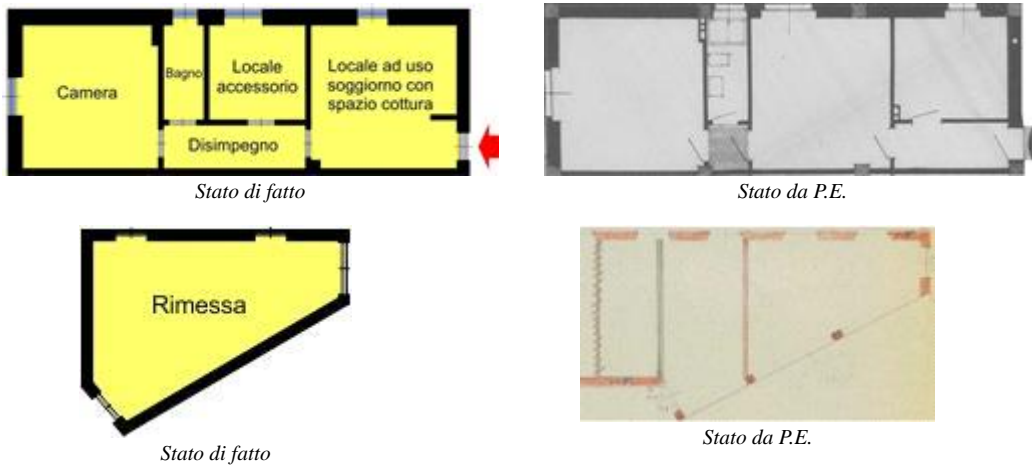 Camera
Bagno
Locale
accessorio
Locale ad uso
soggiorno con
spazio cottura
Disimpegno
Stato di fatto
Stato da P.E.
Rimessa
Stato di fatto
Stato da P.E.